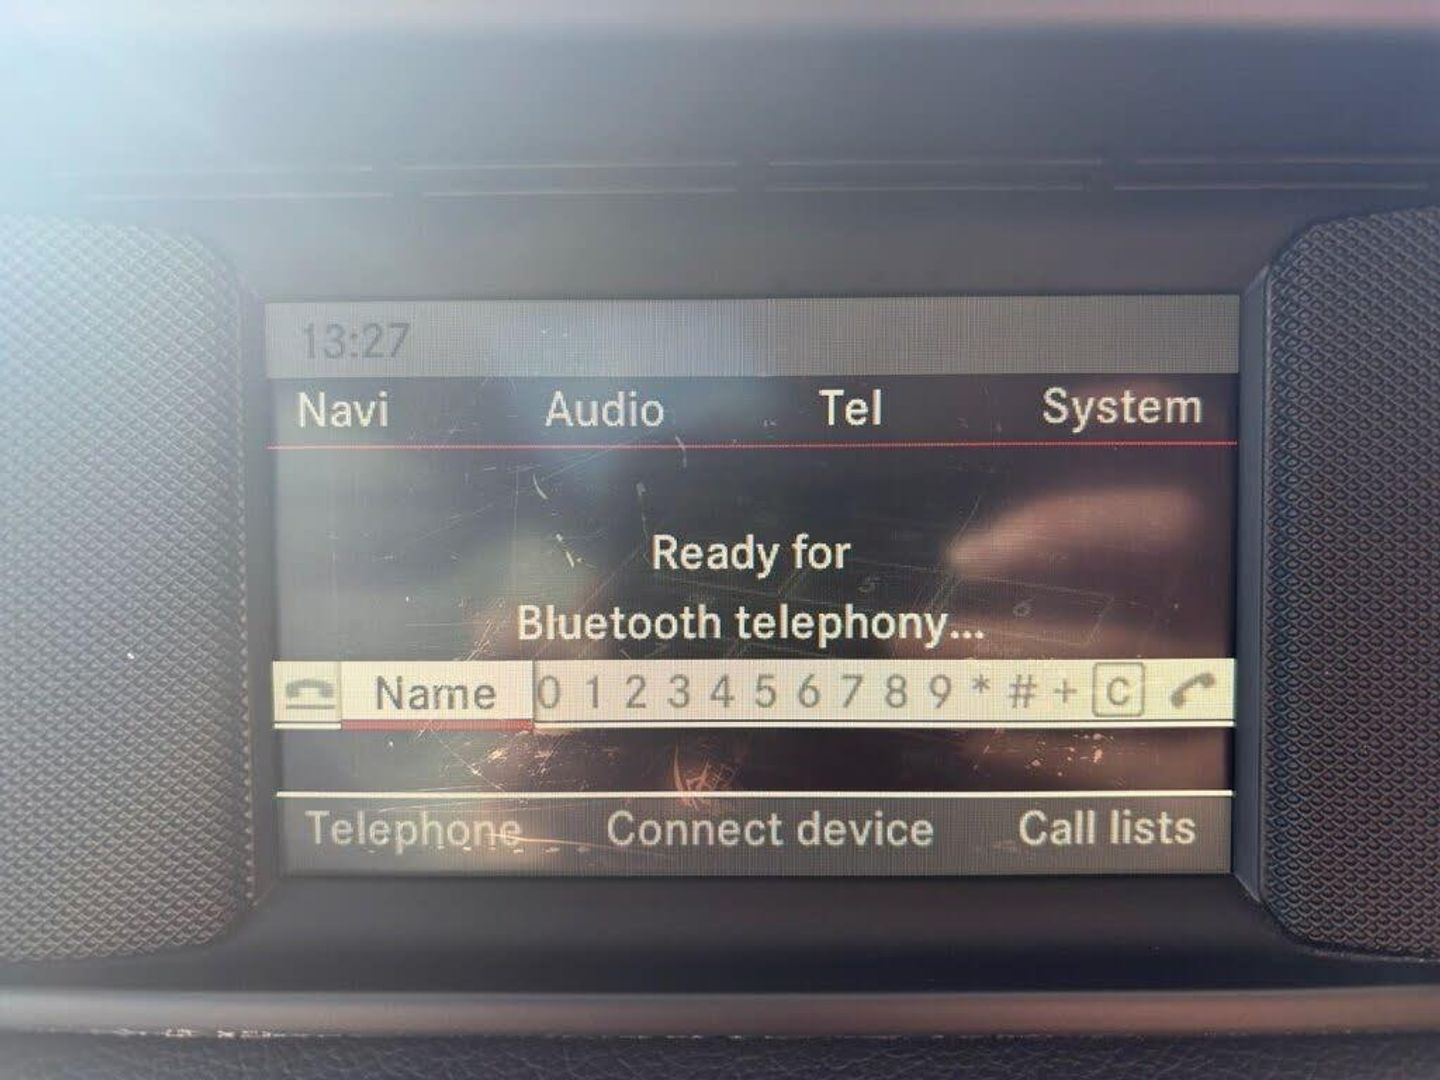 13:27
Navi Audio Tel System
Ready for
Bluetooth telephony...
Name 0 1 2 3 4 5 6 7 8 9 * # + C
Telephone Connect device Call lists